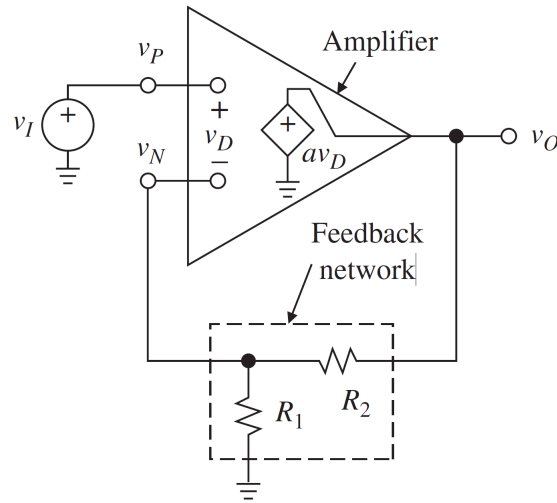 Amplifier
v_P
+
v_I
+
v_D
−
+
av_D
v_N
v_O
Feedback
network
R_1
R_2